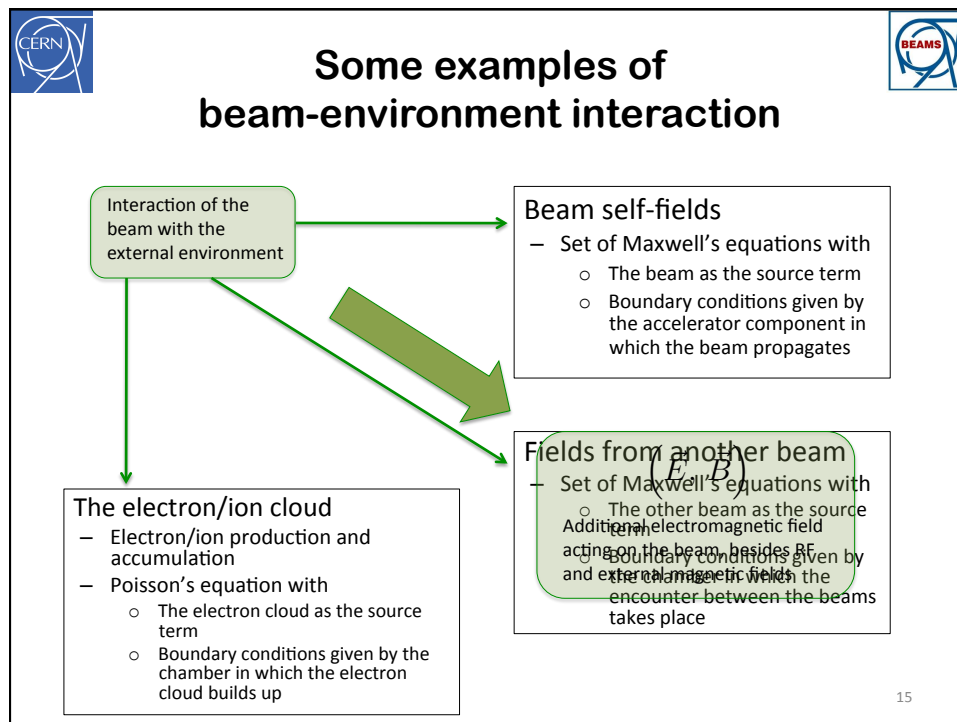 CERN
BEAMS
Some examples of
beam-environment interaction
Interaction of the
beam with the
external environment
Beam self-fields
– Set of Maxwell's equations with
o The beam as the source term
o Boundary conditions given by
the accelerator component in
which the beam propagates
Fields from another beam
– Set of Maxwell's equations with
o The other beam as the source
term
o Boundary conditions given by
the chamber in which the
encounter between the beams
takes place
(E⃗, B⃗)
Additional electromagnetic field
acting on the beam, besides RF
and external magnetic fields
The electron/ion cloud
– Electron/ion production and
accumulation
– Poisson's equation with
o The electron cloud as the source
term
o Boundary conditions given by the
chamber in which the electron
cloud builds up
15